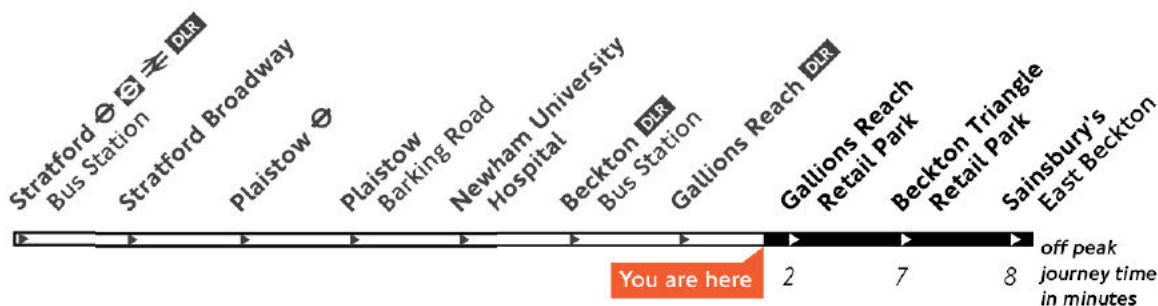 Stratford DLR
Bus Station
Stratford Broadway
Plaistow
Plaistow
Barking Road
Newham University
Hospital
Beckton DLR
Bus Station
Gallions Reach DLR
Gallions Reach
Retail Park
Beckton Triangle
Retail Park
Sainsbury's
East Beckton
You are here
2
7
8
off peak
journey time
in minutes